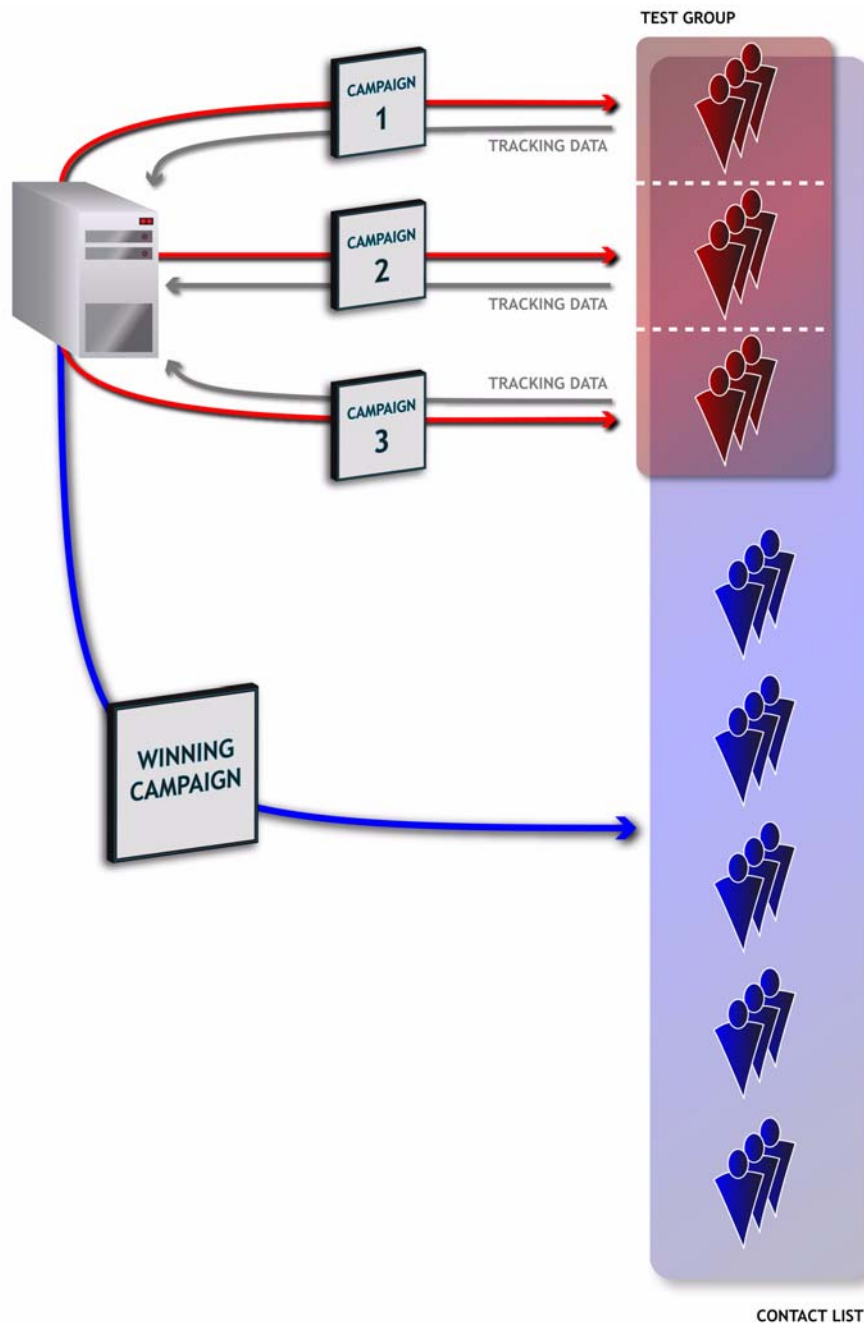 TEST GROUP
CAMPAIGN
1
TRACKING DATA
CAMPAIGN
2
TRACKING DATA
TRACKING DATA
CAMPAIGN
3
WINNING
CAMPAIGN
CONTACT LIST